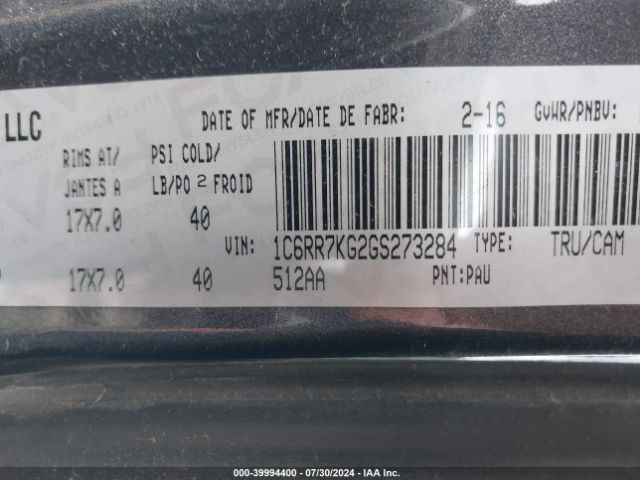 LLC DATE OF MFR/DATE DE FABR: 2-16 GVWR/PNBV:
RIMS AT/ PSI COLD/
JANTES A LB/PO 2 FROID
17X7.0 40
VIN: 1C6RR7KG2GS273284 TYPE: TRU/CAM
17X7.0 40 512AA PNT:PAU
000-39994400 - 07/30/2024 - IAA Inc.